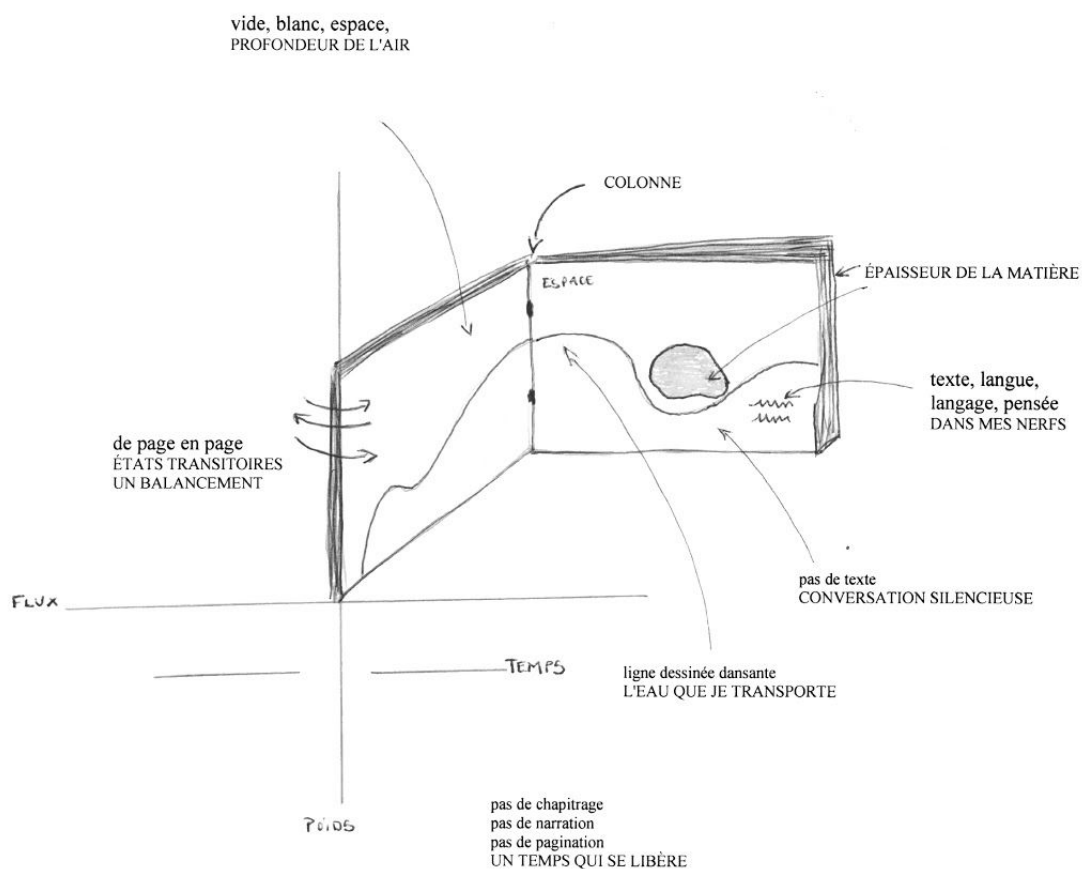 vide, blanc, espace,
PROFONDEUR DE L'AIR
COLONNE
ESPACE
ÉPAISSEUR DE LA MATIÈRE
texte, langue,
langage, pensée
DANS MES NERFS
de page en page
ÉTATS TRANSITOIRES
UN BALANCEMENT
pas de texte
CONVERSATION SILENCIEUSE
FLUX
TEMPS
ligne dessinée dansante
L'EAU QUE JE TRANSPORTE
POIDS
pas de chapitrage
pas de narration
pas de pagination
UN TEMPS QUI SE LIBÈRE